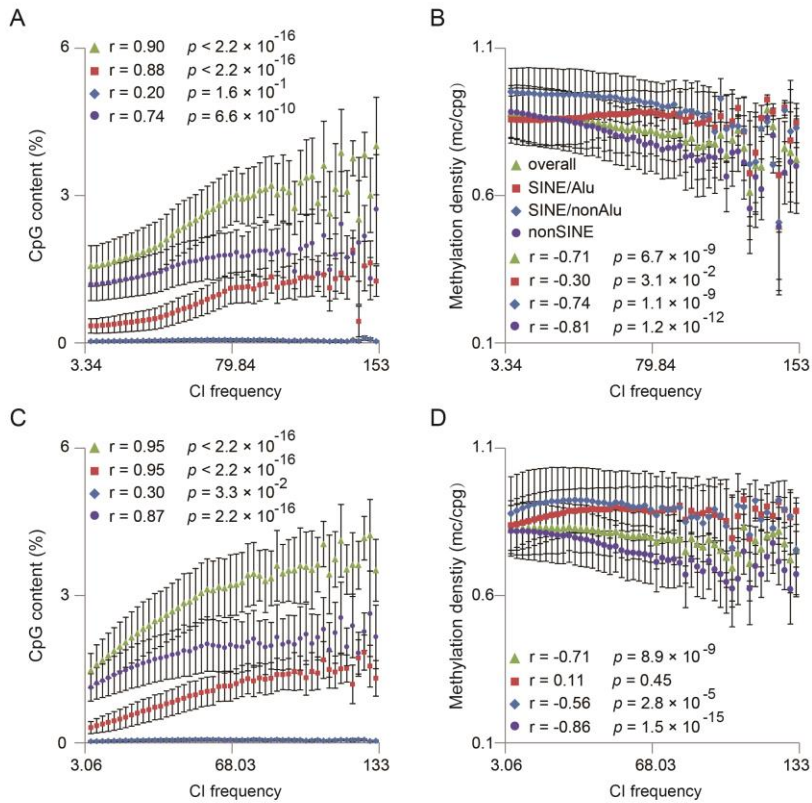 A
6
3
0
CpG content (%)
r = 0.90 p < 2.2 × 10-16
r = 0.88 p < 2.2 × 10-16
r = 0.20 p = 1.6 × 10-1
r = 0.74 p = 6.6 × 10-10
3.34 79.84 153
CI frequency
B
1.1
0.6
0.1
Methylation denstiy (mc/cpg)
overall
SINE/Alu
SINE/nonAlu
nonSINE
r = -0.71 p = 6.7 × 10-9
r = -0.30 p = 3.1 × 10-2
r = -0.74 p = 1.1 × 10-9
r = -0.81 p = 1.2 × 10-12
3.34 79.84 153
CI frequency
C
6
3
0
CpG content (%)
r = 0.95 p < 2.2 × 10-16
r = 0.95 p < 2.2 × 10-16
r = 0.30 p = 3.3 × 10-2
r = 0.87 p = 2.2 × 10-16
3.06 68.03 133
CI frequency
D
1.1
0.6
0.1
Methylation denstiy (mc/cpg)
r = -0.71 p = 8.9 × 10-9
r = 0.11 p = 0.45
r = -0.56 p = 2.8 × 10-5
r = -0.86 p = 1.5 × 10-15
3.06 68.03 133
CI frequency